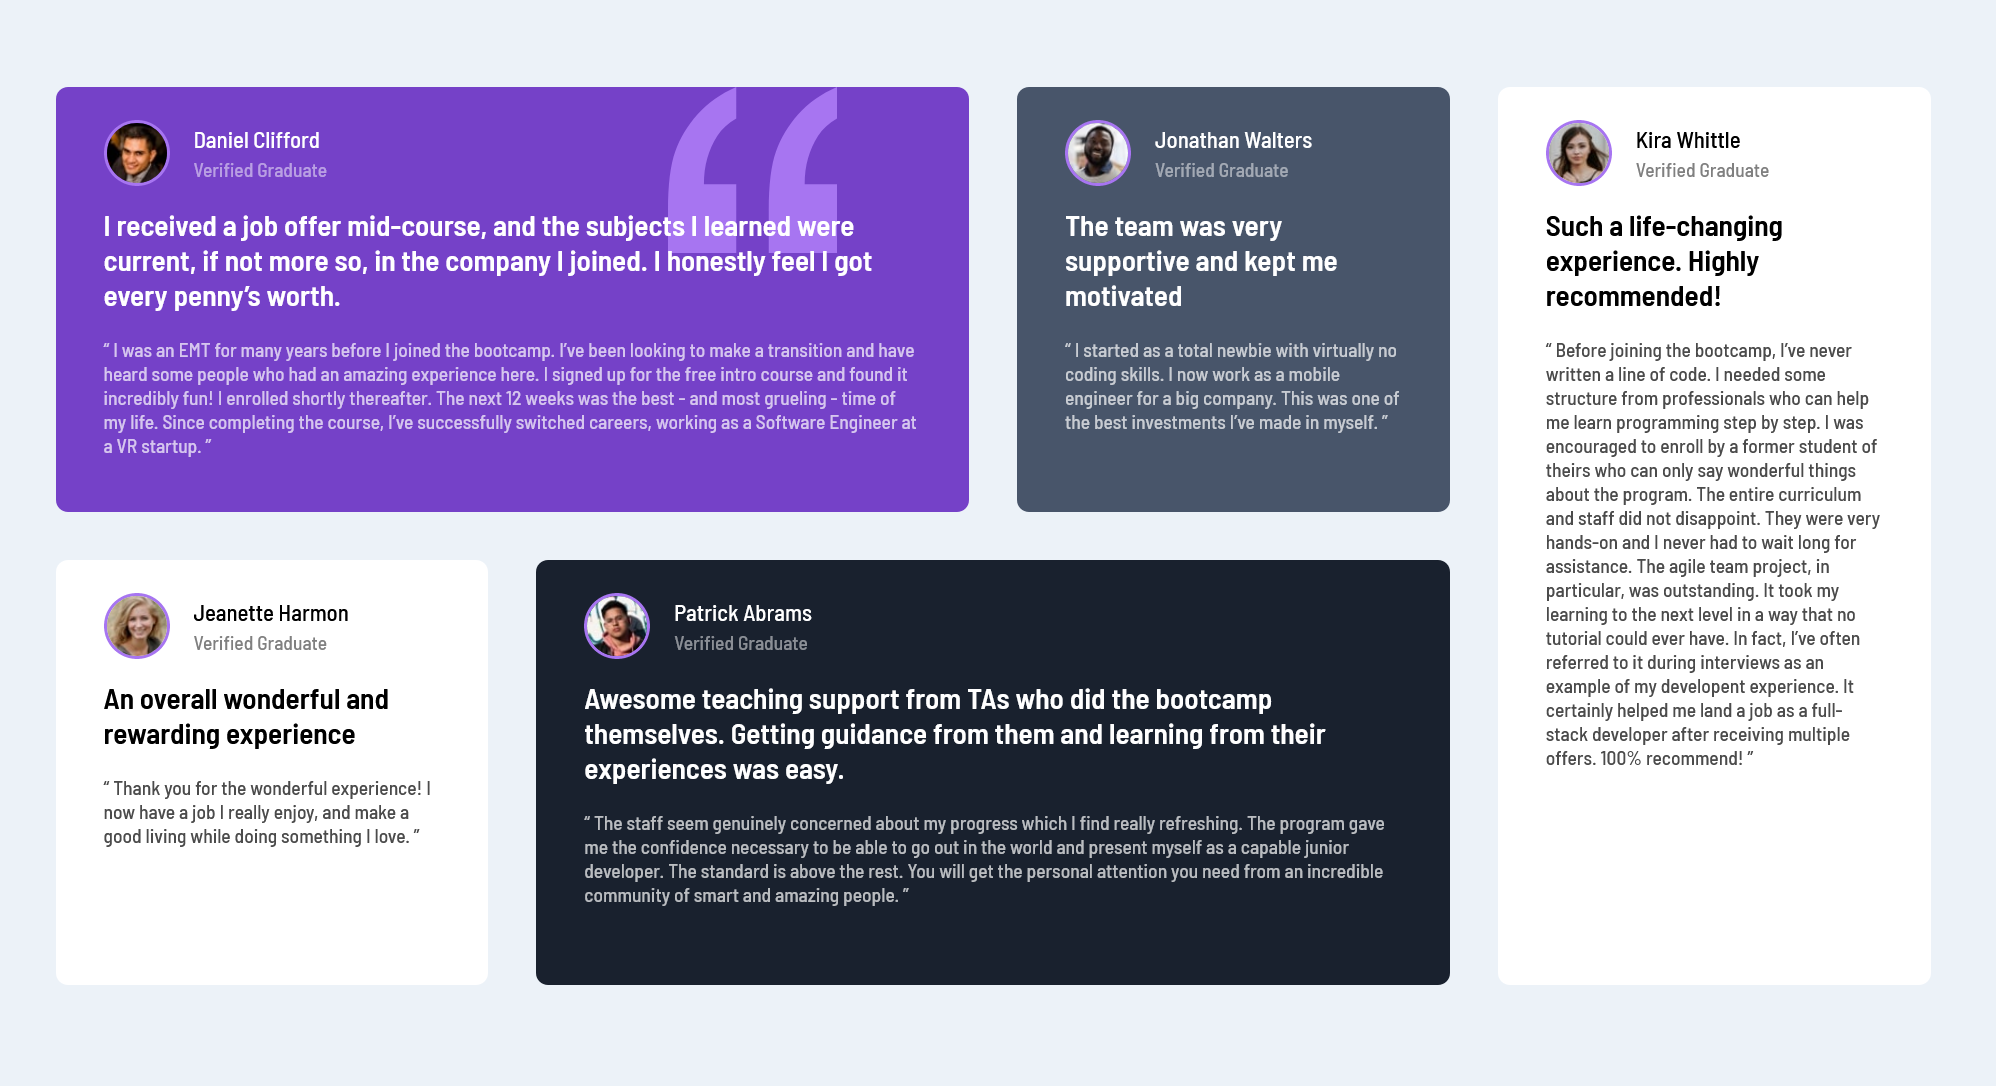 Daniel Clifford
Verified Graduate
I received a job offer mid-course, and the subjects I learned were
current, if not more so, in the company I joined. I honestly feel I got
every penny’s worth.
“ I was an EMT for many years before I joined the bootcamp. I’ve been looking to make a transition and have
heard some people who had an amazing experience here. I signed up for the free intro course and found it
incredibly fun! I enrolled shortly thereafter. The next 12 weeks was the best - and most grueling - time of
my life. Since completing the course, I’ve successfully switched careers, working as a Software Engineer at
a VR startup. ”
Jonathan Walters
Verified Graduate
The team was very
supportive and kept me
motivated
“ I started as a total newbie with virtually no
coding skills. I now work as a mobile
engineer for a big company. This was one of
the best investments I’ve made in myself. ”
Kira Whittle
Verified Graduate
Such a life-changing
experience. Highly
recommended!
“ Before joining the bootcamp, I’ve never
written a line of code. I needed some
structure from professionals who can help
me learn programming step by step. I was
encouraged to enroll by a former student of
theirs who can only say wonderful things
about the program. The entire curriculum
and staff did not disappoint. They were very
hands-on and I never had to wait long for
assistance. The agile team project, in
particular, was outstanding. It took my
learning to the next level in a way that no
tutorial could ever have. In fact, I’ve often
referred to it during interviews as an
example of my developent experience. It
certainly helped me land a job as a full-
stack developer after receiving multiple
offers. 100% recommend! ”
Jeanette Harmon
Verified Graduate
An overall wonderful and
rewarding experience
“ Thank you for the wonderful experience! I
now have a job I really enjoy, and make a
good living while doing something I love. ”
Patrick Abrams
Verified Graduate
Awesome teaching support from TAs who did the bootcamp
themselves. Getting guidance from them and learning from their
experiences was easy.
“ The staff seem genuinely concerned about my progress which I find really refreshing. The program gave
me the confidence necessary to be able to go out in the world and present myself as a capable junior
developer. The standard is above the rest. You will get the personal attention you need from an incredible
community of smart and amazing people. ”